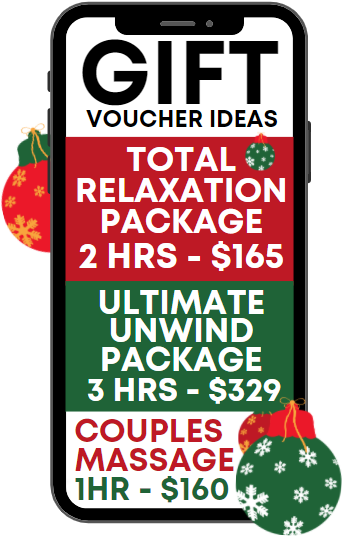 GIFT
VOUCHER IDEAS
TOTAL
RELAXATION
PACKAGE
2 HRS - $165
ULTIMATE
UNWIND
PACKAGE
3 HRS - $329
COUPLES
MASSAGE
1HR - $160